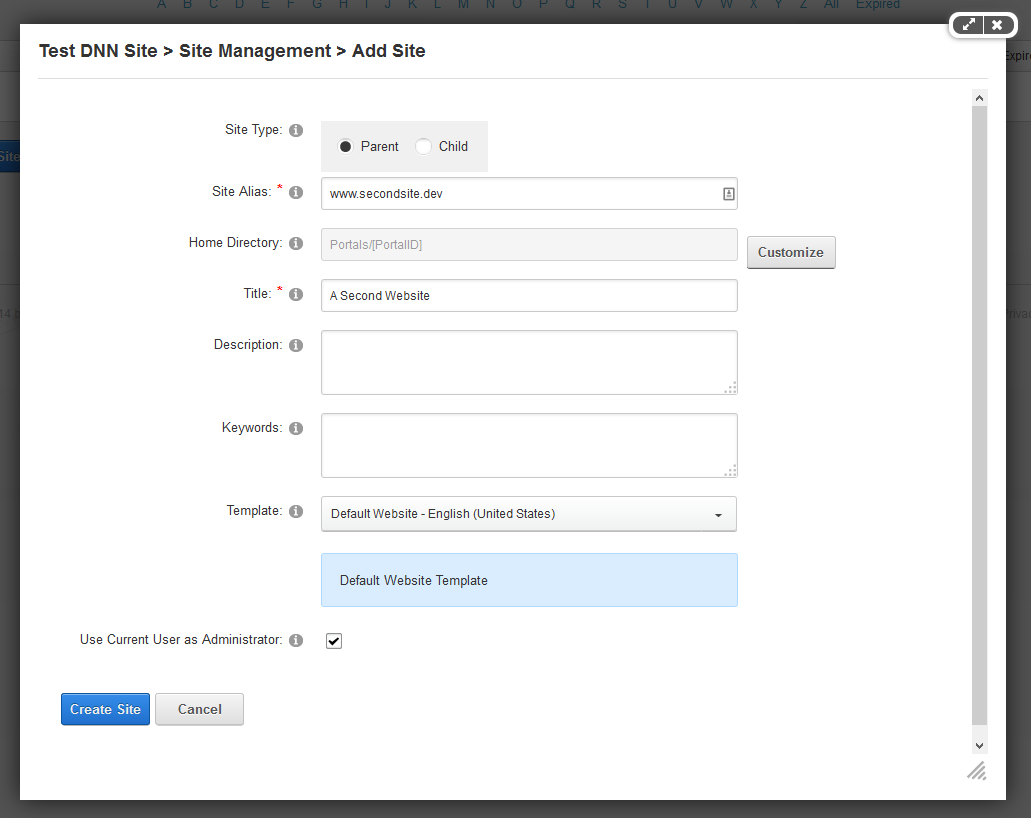 A B C D E F G H I J K L M N O P Q R S T U V W X Y Z All Expired
Test DNN Site > Site Management > Add Site
Site Type:
Parent Child
Site Alias: *
www.secondsite.dev
Home Directory:
Portals/[PortalID]
Customize
Title: *
A Second Website
Description:
Keywords:
Template:
Default Website - English (United States)
Default Website Template
Use Current User as Administrator:
Create Site Cancel